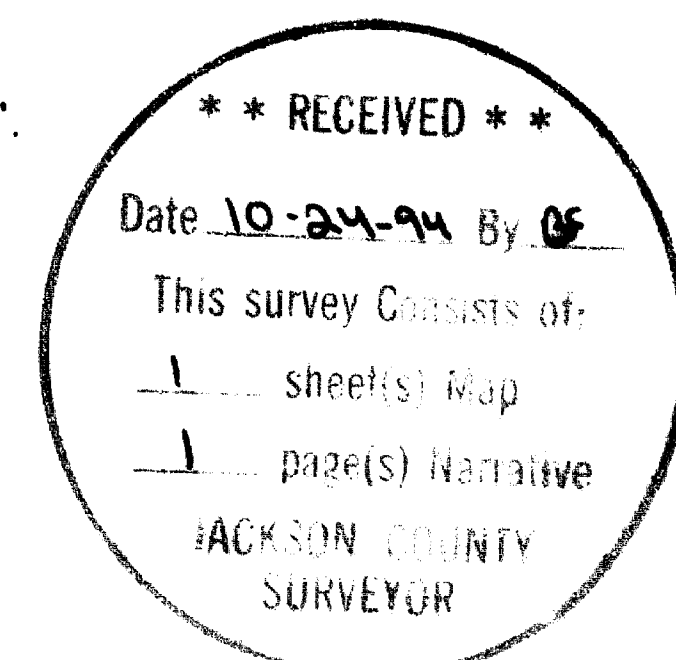 * * RECEIVED * *
Date 10-24-94 By
This survey Consists of;
1 sheet(s) Map
1 page(s) Narrative
JACKSON COUNTY
SURVEYOR